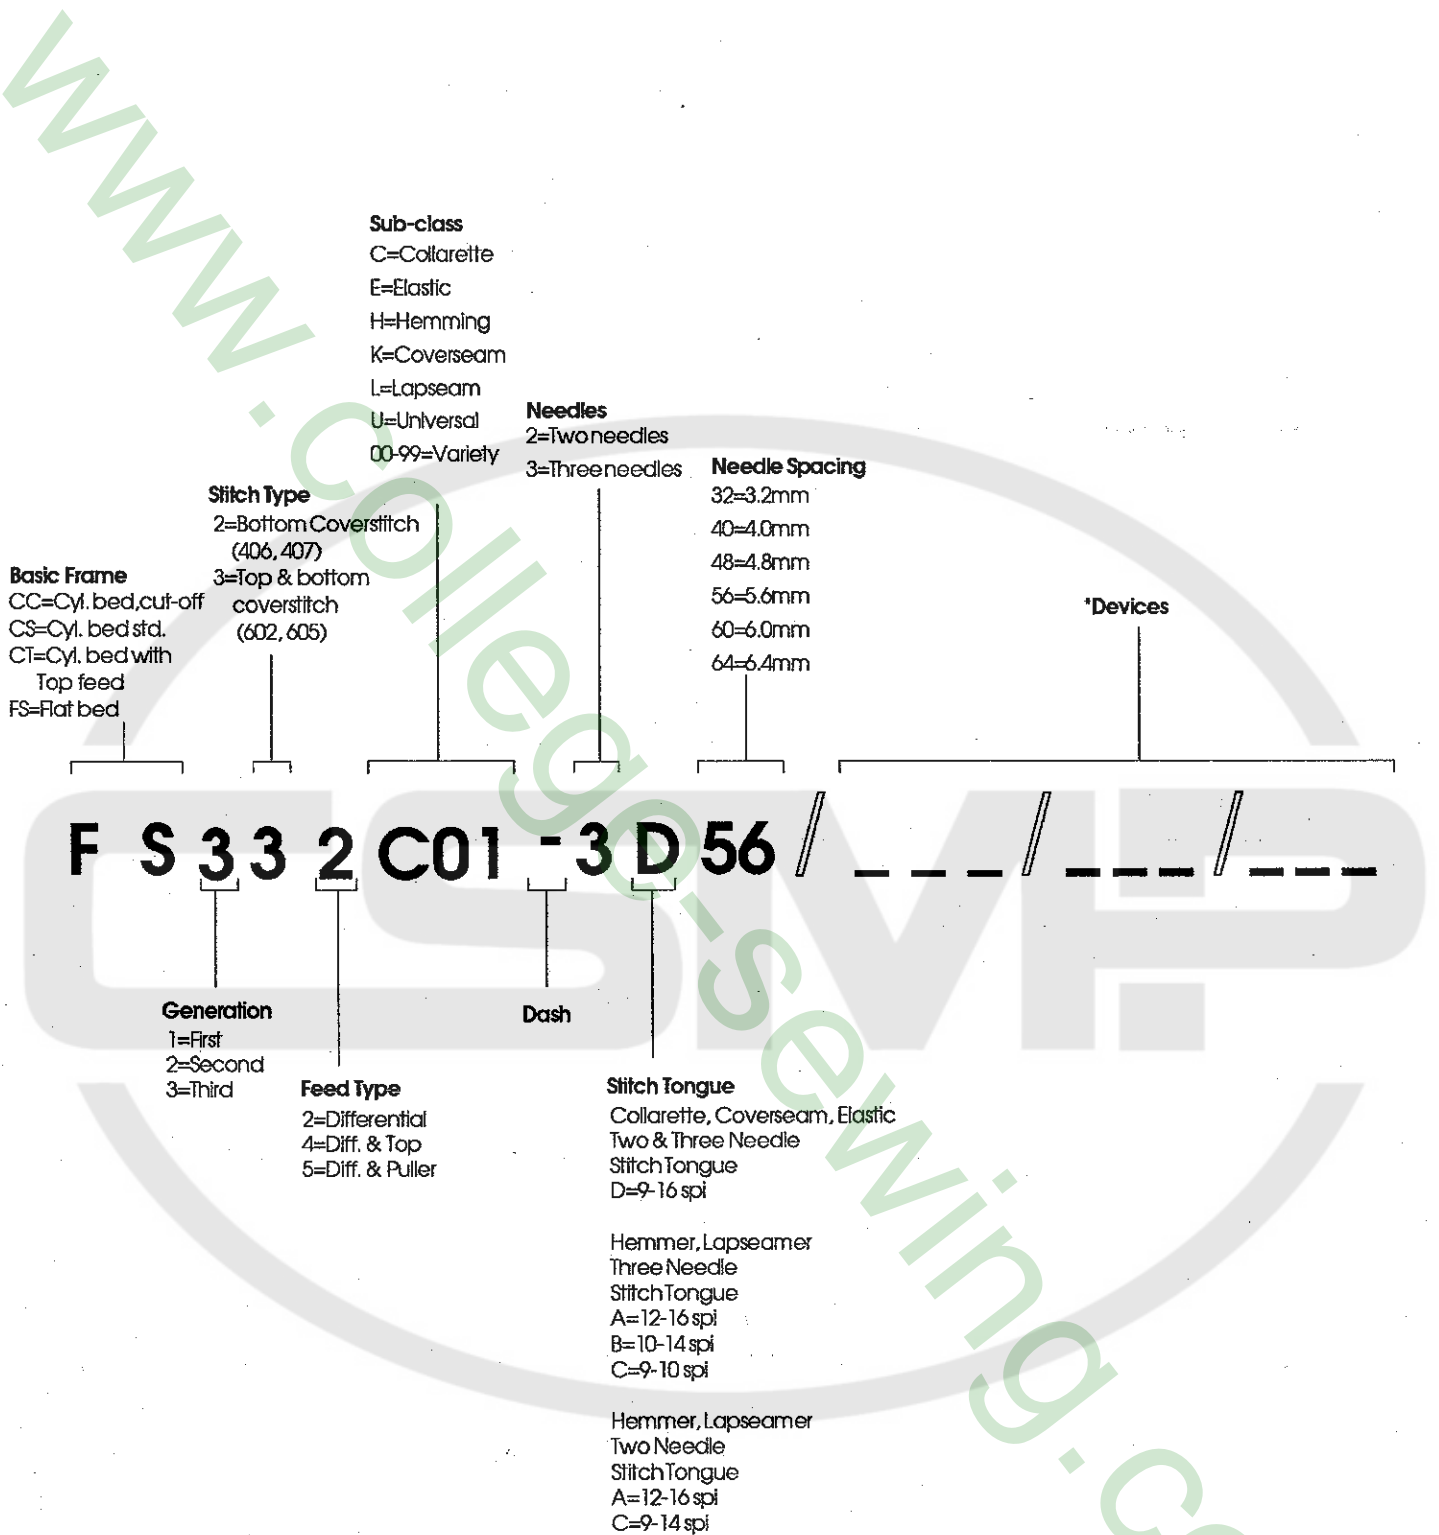 Sub-class
C=Collarette
E=Elastic
H=Hemming
K=Coverseam
L=Lapseam
U=Universal
00-99=Variety
Needles
2=Two needles
3=Three needles
Needle Spacing
32=3.2mm
40=4.0mm
48=4.8mm
56=5.6mm
60=6.0mm
64=6.4mm
Stitch Type
2=Bottom Coverstitch
(406, 407)
3=Top & bottom
coverstitch
(602, 605)
Basic Frame
CC=Cyl. bed, cut-off
CS=Cyl. bed std.
CT=Cyl. bed with
Top feed
FS=Flat bed
*Devices
F S 3 3 2 C01 - 3 D 56 / _ _ _ / _ _ _ / _ _ _
Generation
1=First
2=Second
3=Third
Feed Type
2=Differential
4=Diff. & Top
5=Diff. & Puller
Dash
Stitch Tongue
Collarette, Coverseam, Elastic
Two & Three Needle
Stitch Tongue
D=9-16 spi
Hemmer, Lapseamer
Three Needle
Stitch Tongue
A=12-16 spi
B=10-14 spi
C=9-10 spi
Hemmer, Lapseamer
Two Needle
Stitch Tongue
A=12-16 spi
C=9-14 spi
CSMP
www.college-sewing.co